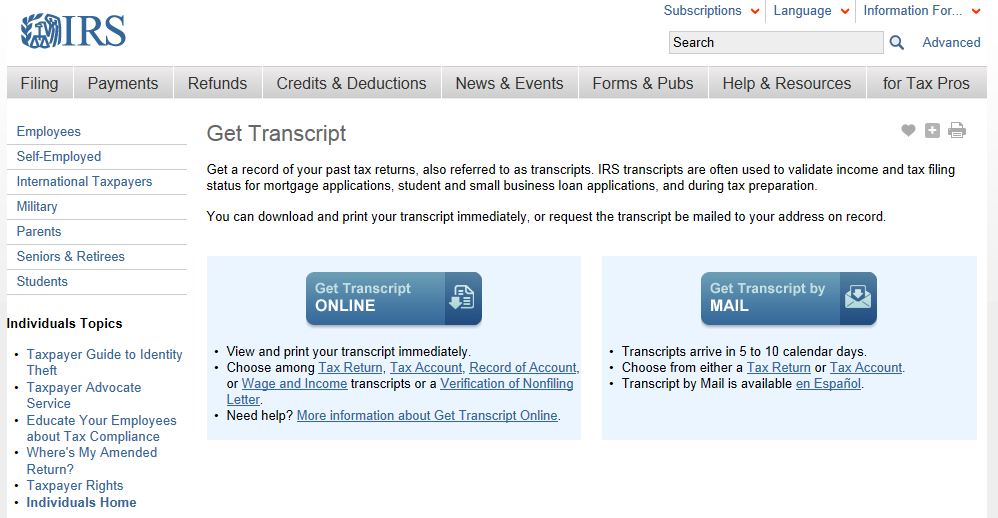 IRS
Subscriptions
Language
Information For...
Search
Advanced
Filing
Payments
Refunds
Credits & Deductions
News & Events
Forms & Pubs
Help & Resources
for Tax Pros
Employees
Self-Employed
International Taxpayers
Military
Parents
Seniors & Retirees
Students
Individuals Topics
• Taxpayer Guide to Identity
Theft
• Taxpayer Advocate
Service
• Educate Your Employees
about Tax Compliance
• Where's My Amended
Return?
• Taxpayer Rights
• Individuals Home
Get Transcript
Get a record of your past tax returns, also referred to as transcripts. IRS transcripts are often used to validate income and tax filing
status for mortgage applications, student and small business loan applications, and during tax preparation.
You can download and print your transcript immediately, or request the transcript be mailed to your address on record.
Get Transcript
ONLINE
• View and print your transcript immediately.
• Choose among Tax Return, Tax Account, Record of Account,
or Wage and Income transcripts or a Verification of Nonfiling
Letter.
• Need help? More information about Get Transcript Online.
Get Transcript by
MAIL
• Transcripts arrive in 5 to 10 calendar days.
• Choose from either a Tax Return or Tax Account.
• Transcript by Mail is available en Español.